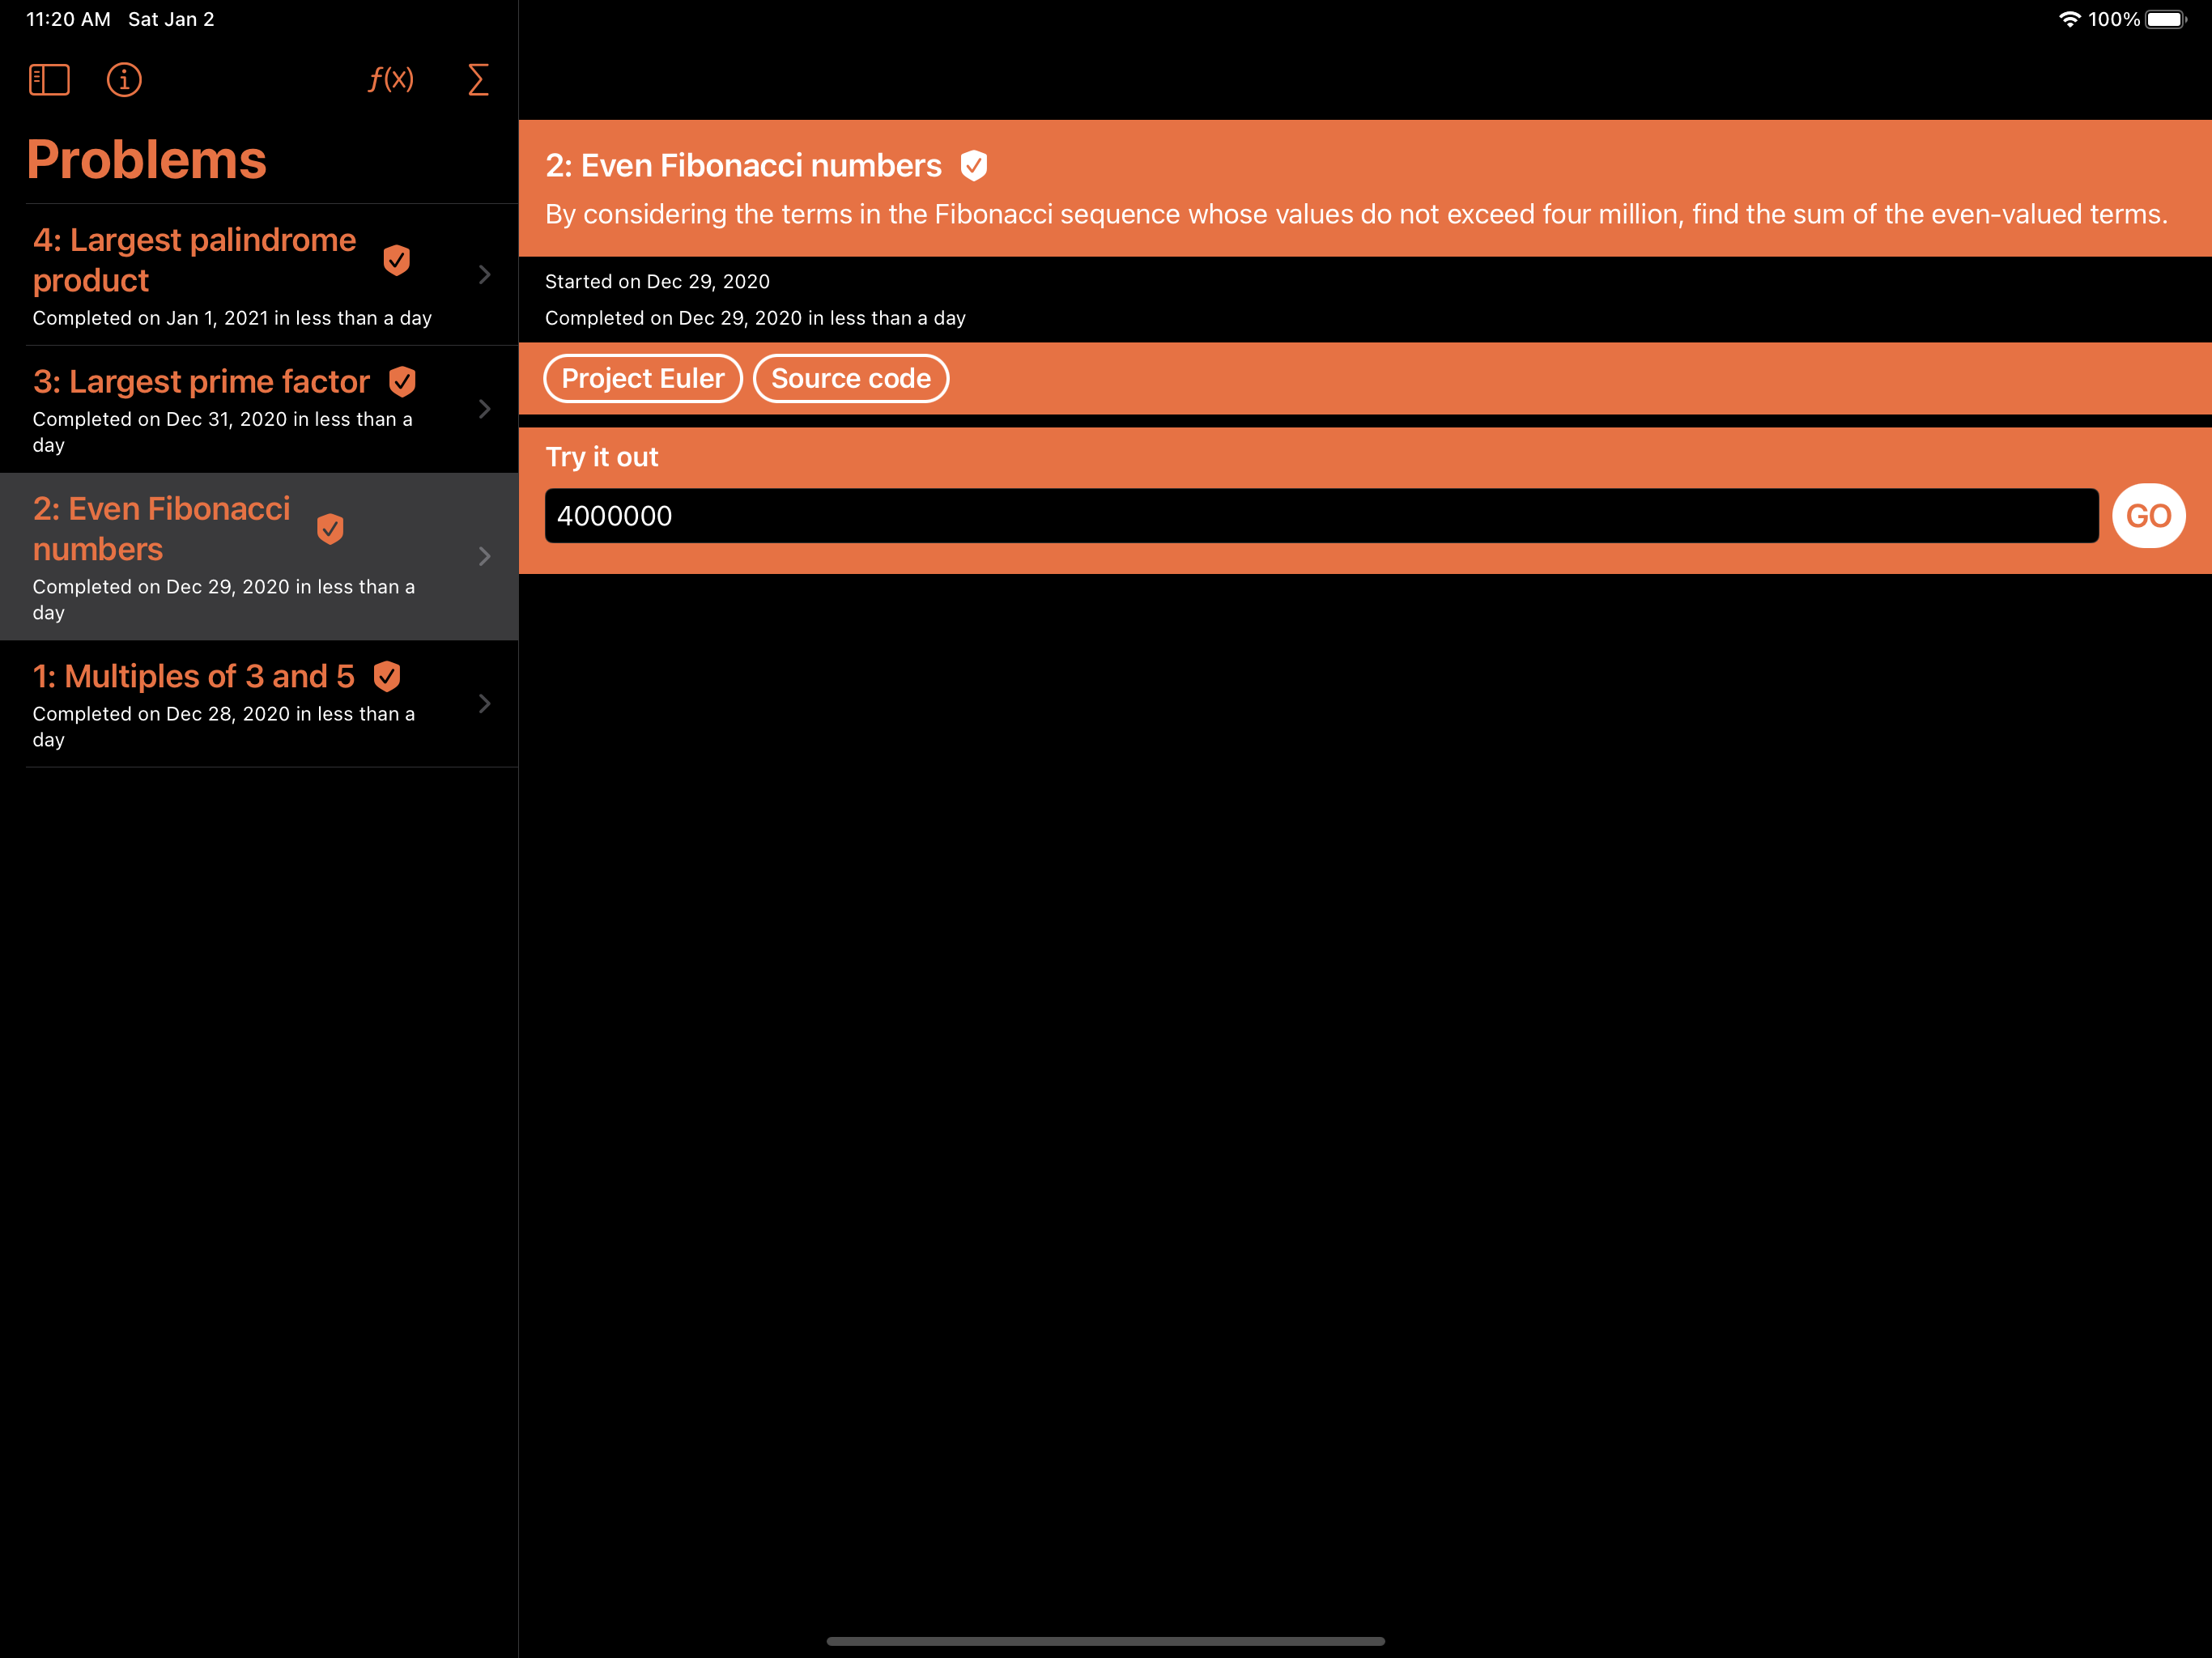 11:20 AM Sat Jan 2
100%
f(x) Σ
Problems
4: Largest palindrome
product
Completed on Jan 1, 2021 in less than a day
3: Largest prime factor
Completed on Dec 31, 2020 in less than a
day
2: Even Fibonacci
numbers
Completed on Dec 29, 2020 in less than a
day
1: Multiples of 3 and 5
Completed on Dec 28, 2020 in less than a
day
2: Even Fibonacci numbers
By considering the terms in the Fibonacci sequence whose values do not exceed four million, find the sum of the even-valued terms.
Started on Dec 29, 2020
Completed on Dec 29, 2020 in less than a day
Project Euler Source code
Try it out
4000000 GO